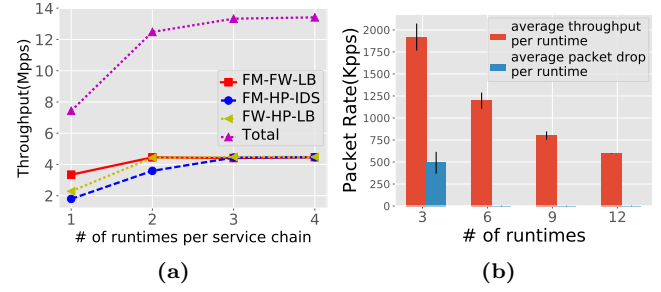 14
12
10
8
6
4
2
Throughput(Mpps)
FM-FW-LB
FM-HP-IDS
FW-HP-LB
Total
1 2 3 4
# of runtimes per service chain
(a)
2000
1750
1500
1250
1000
750
500
250
0
Packet Rate(Kpps)
average throughput
per runtime
average packet drop
per runtime
3 6 9 12
# of runtimes
(b)